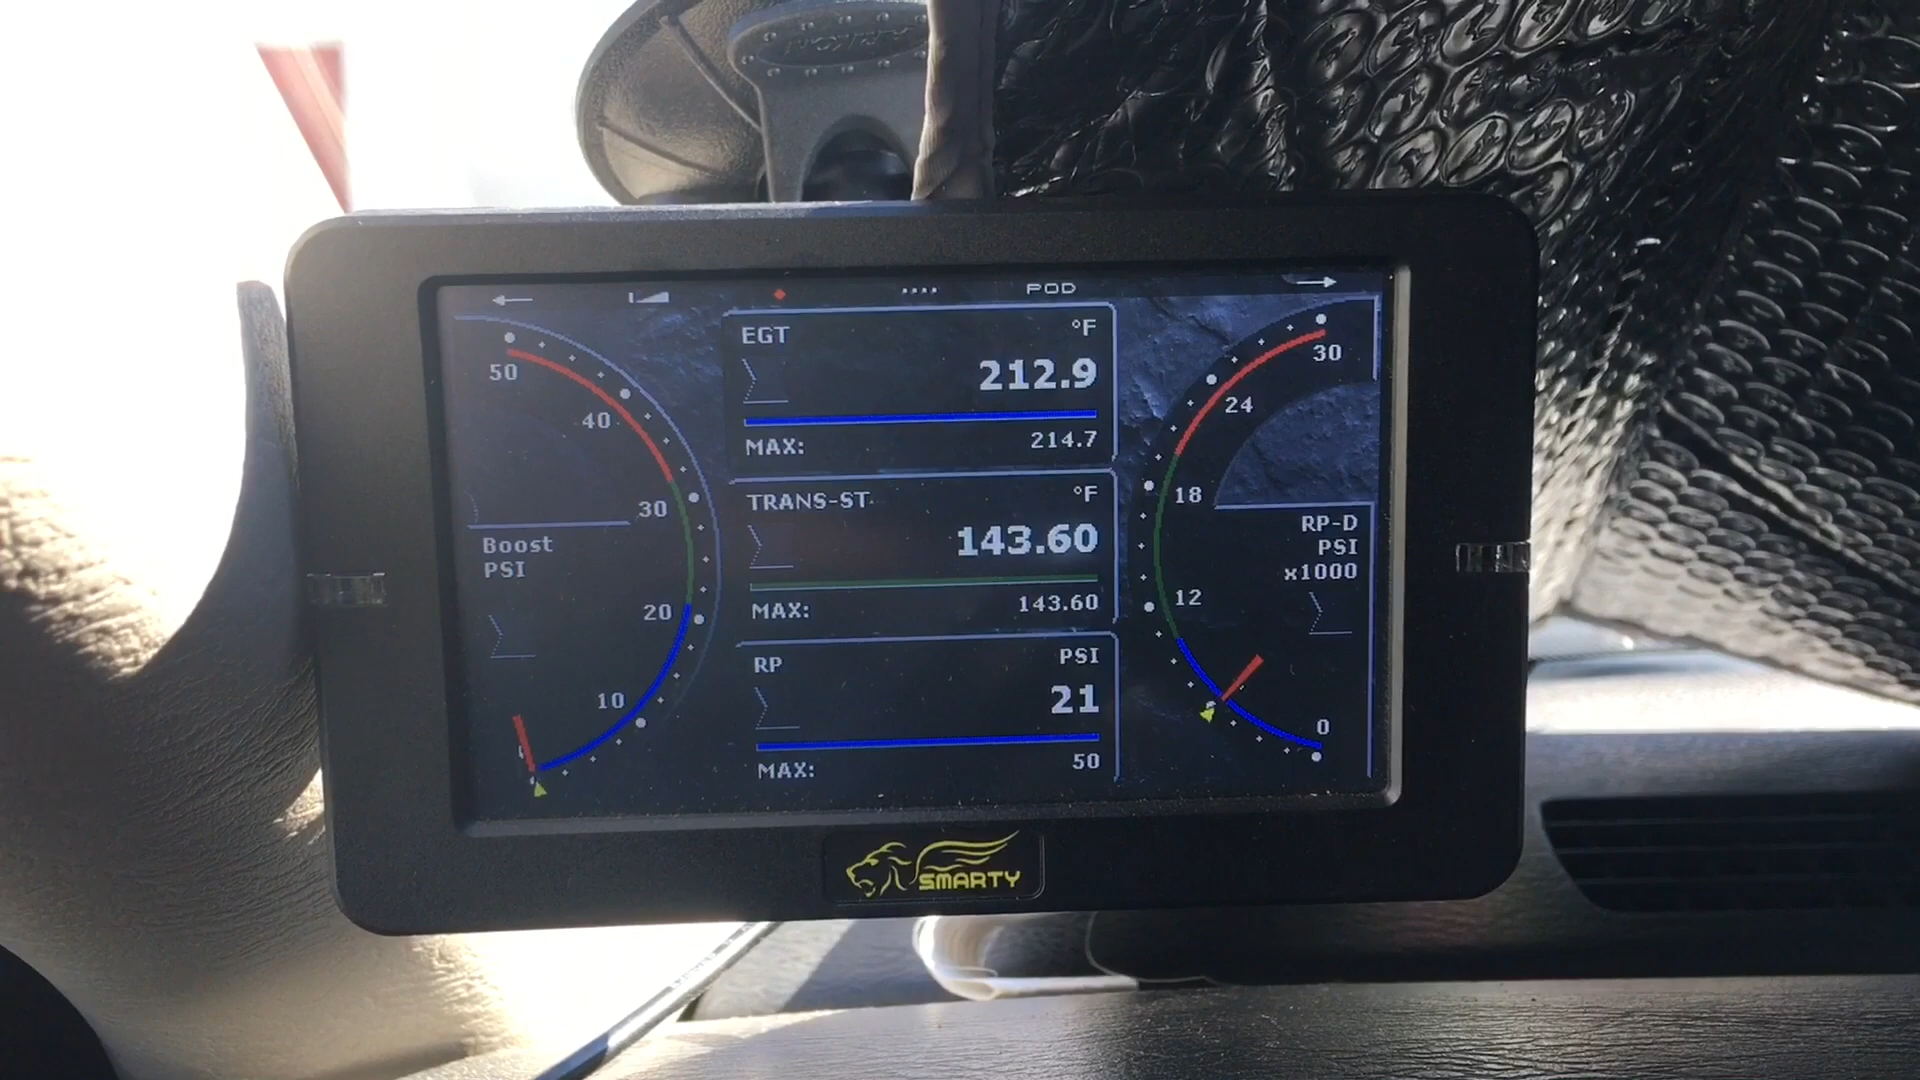 POD
50
40
30
20
10
Boost
PSI
EGT °F
212.9
MAX: 214.7
TRANS-ST °F
143.60
MAX: 143.60
RP PSI
21
MAX: 50
30
24
18
12
0
RP-D
PSI
x1000
SMARTY